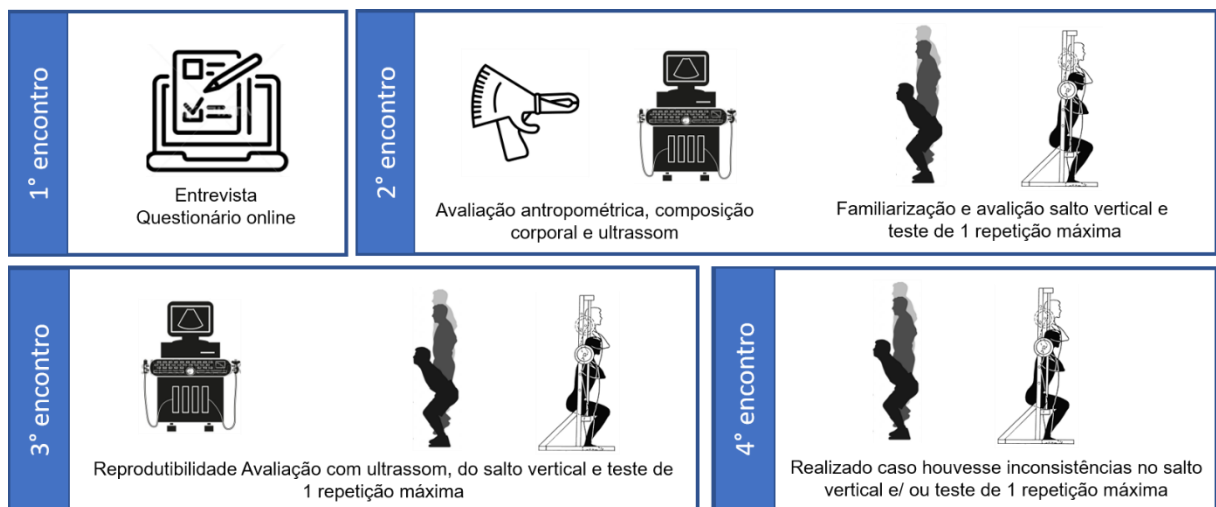 1° encontro
Entrevista
Questionário online
2° encontro
Avaliação antropométrica, composição
corporal e ultrassom
Familiarização e avalição salto vertical e
teste de 1 repetição máxima
3° encontro
Reprodutibilidade Avaliação com ultrassom, do salto vertical e teste de
1 repetição máxima
4° encontro
Realizado caso houvesse inconsistências no salto
vertical e/ ou teste de 1 repetição máxima